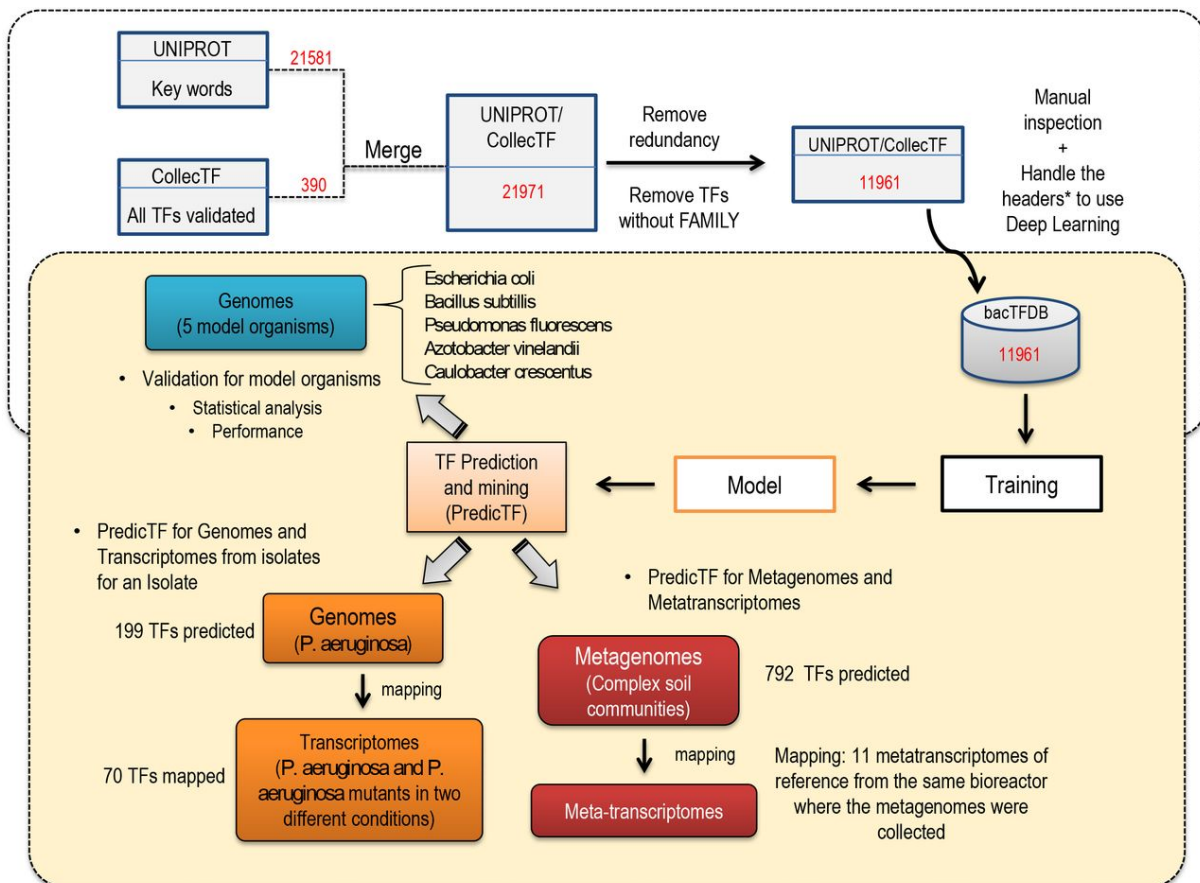 UNIPROT
Key words
21581
CollecTF
All TFs validated
390
Merge
UNIPROT/
CollecTF
21971
Remove
redundancy
Remove TFs
without FAMILY
UNIPROT/CollecTF
11961
Manual
inspection
+
Handle the
headers* to use
Deep Learning
bacTFDB
11961
Training
Model
TF Prediction
and mining
(PredicTF)
Genomes
(5 model organisms)
Escherichia coli
Bacillus subtillis
Pseudomonas fluorescens
Azotobacter vinelandii
Caulobacter crescentus
• Validation for model organisms
• Statistical analysis
• Performance
• PredicTF for Genomes and
Transcriptomes from isolates
for an Isolate
199 TFs predicted
Genomes
(P. aeruginosa)
mapping
70 TFs mapped
Transcriptomes
(P. aeruginosa and P.
aeruginosa mutants in two
different conditions)
• PredicTF for Metagenomes and
Metatranscriptomes
Metagenomes
(Complex soil
communities)
792 TFs predicted
mapping
Meta-transcriptomes
Mapping: 11 metatranscriptomes of
reference from the same bioreactor
where the metagenomes were
collected